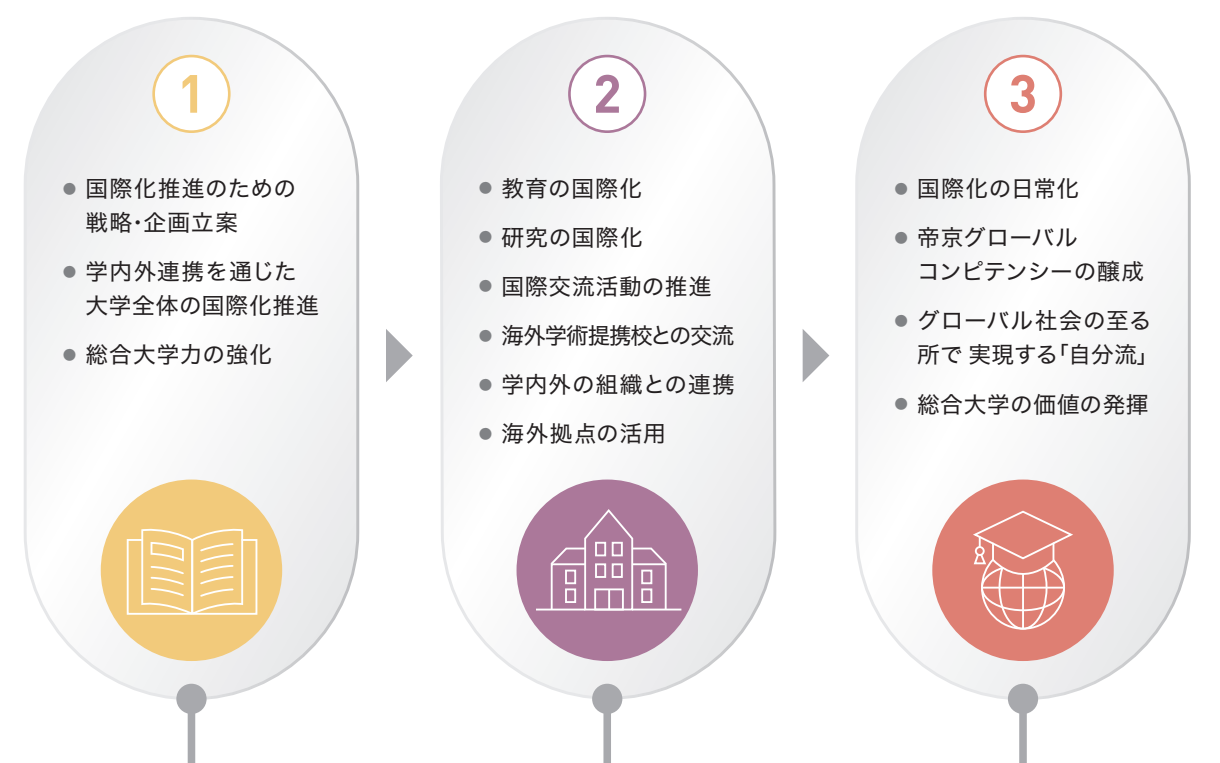 1
● 国際化推進のための
戦略・企画立案
● 学内外連携を通じた
大学全体の国際化推進
● 総合大学力の強化
2
● 教育の国際化
● 研究の国際化
● 国際交流活動の推進
● 海外学術提携校との交流
● 学内外の組織との連携
● 海外拠点の活用
3
● 国際化の日常化
● 帝京グローバル
コンピテンシーの醸成
● グローバル社会の至る
所で 実現する「自分流」
● 総合大学の価値の発揮